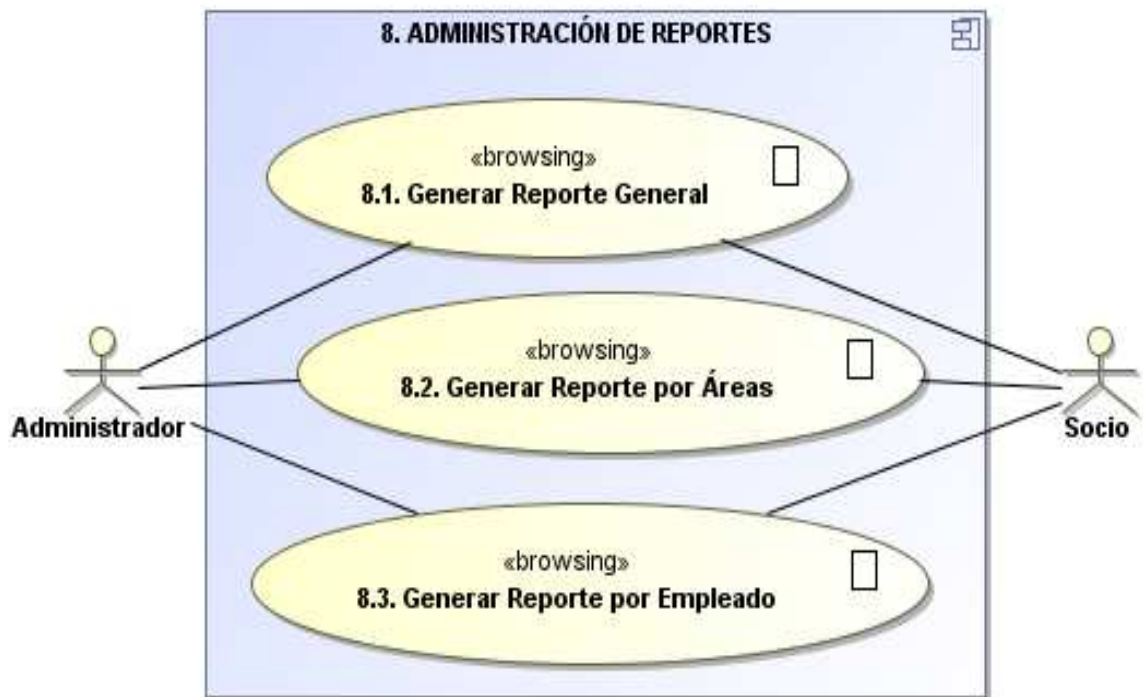 8. ADMINISTRACIÓN DE REPORTES
«browsing»
8.1. Generar Reporte General
«browsing»
8.2. Generar Reporte por Áreas
Administrador
Socio
«browsing»
8.3. Generar Reporte por Empleado